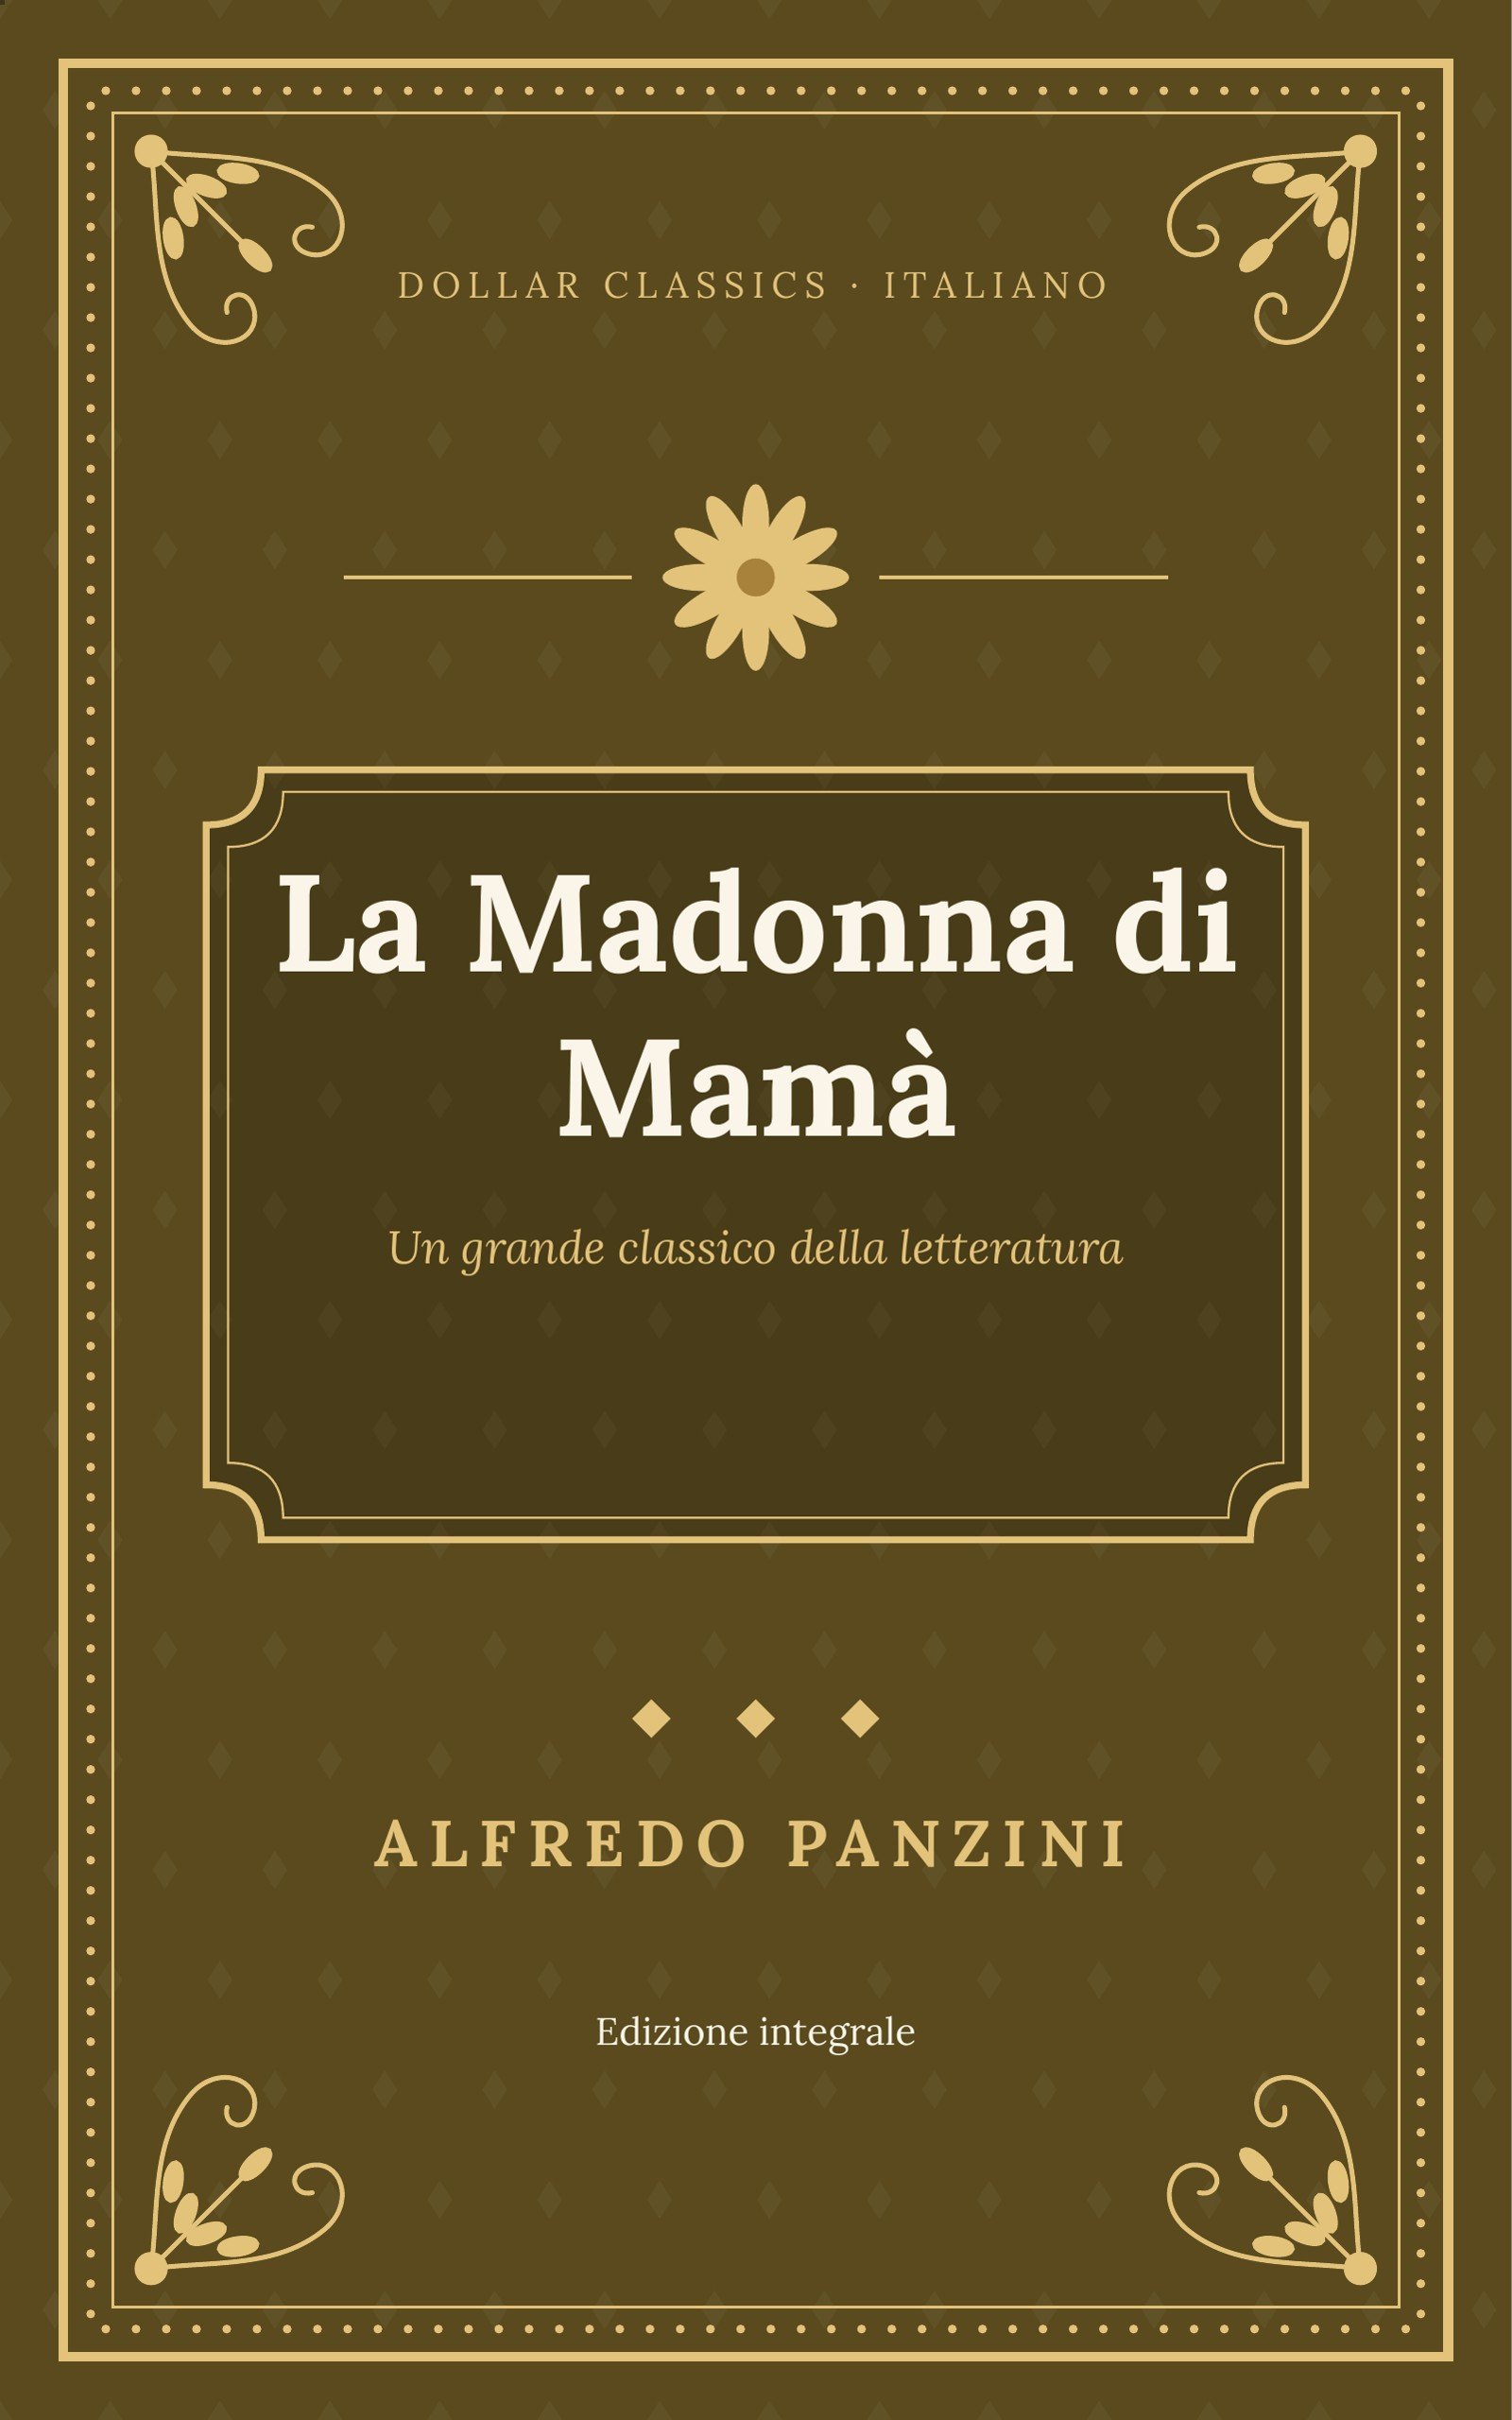 DOLLAR CLASSICS · ITALIANO
La Madonna di
Mamà
Un grande classico della letteratura
ALFREDO PANZINI
Edizione integrale